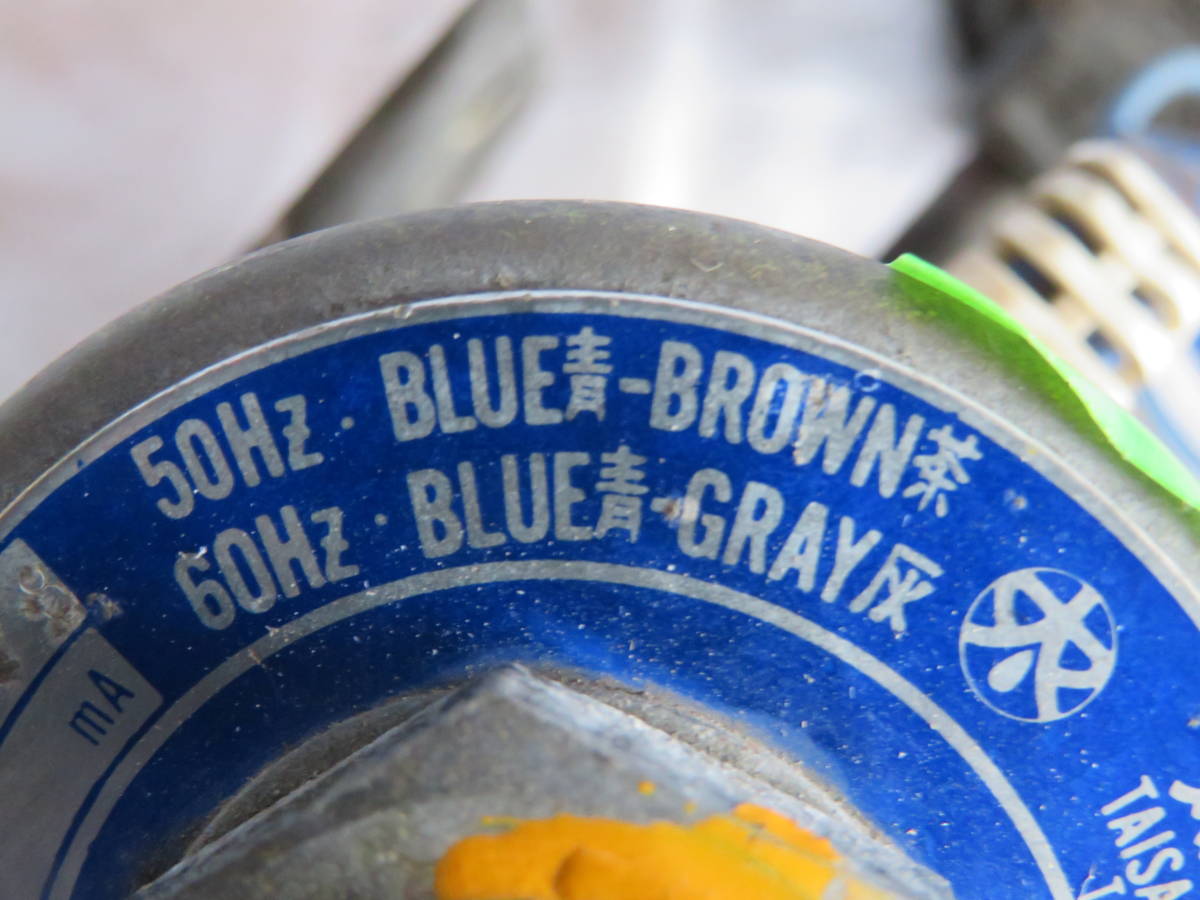 50Hz · BLUE青-BROWN茶
60Hz · BLUE青-GRAY灰
mA